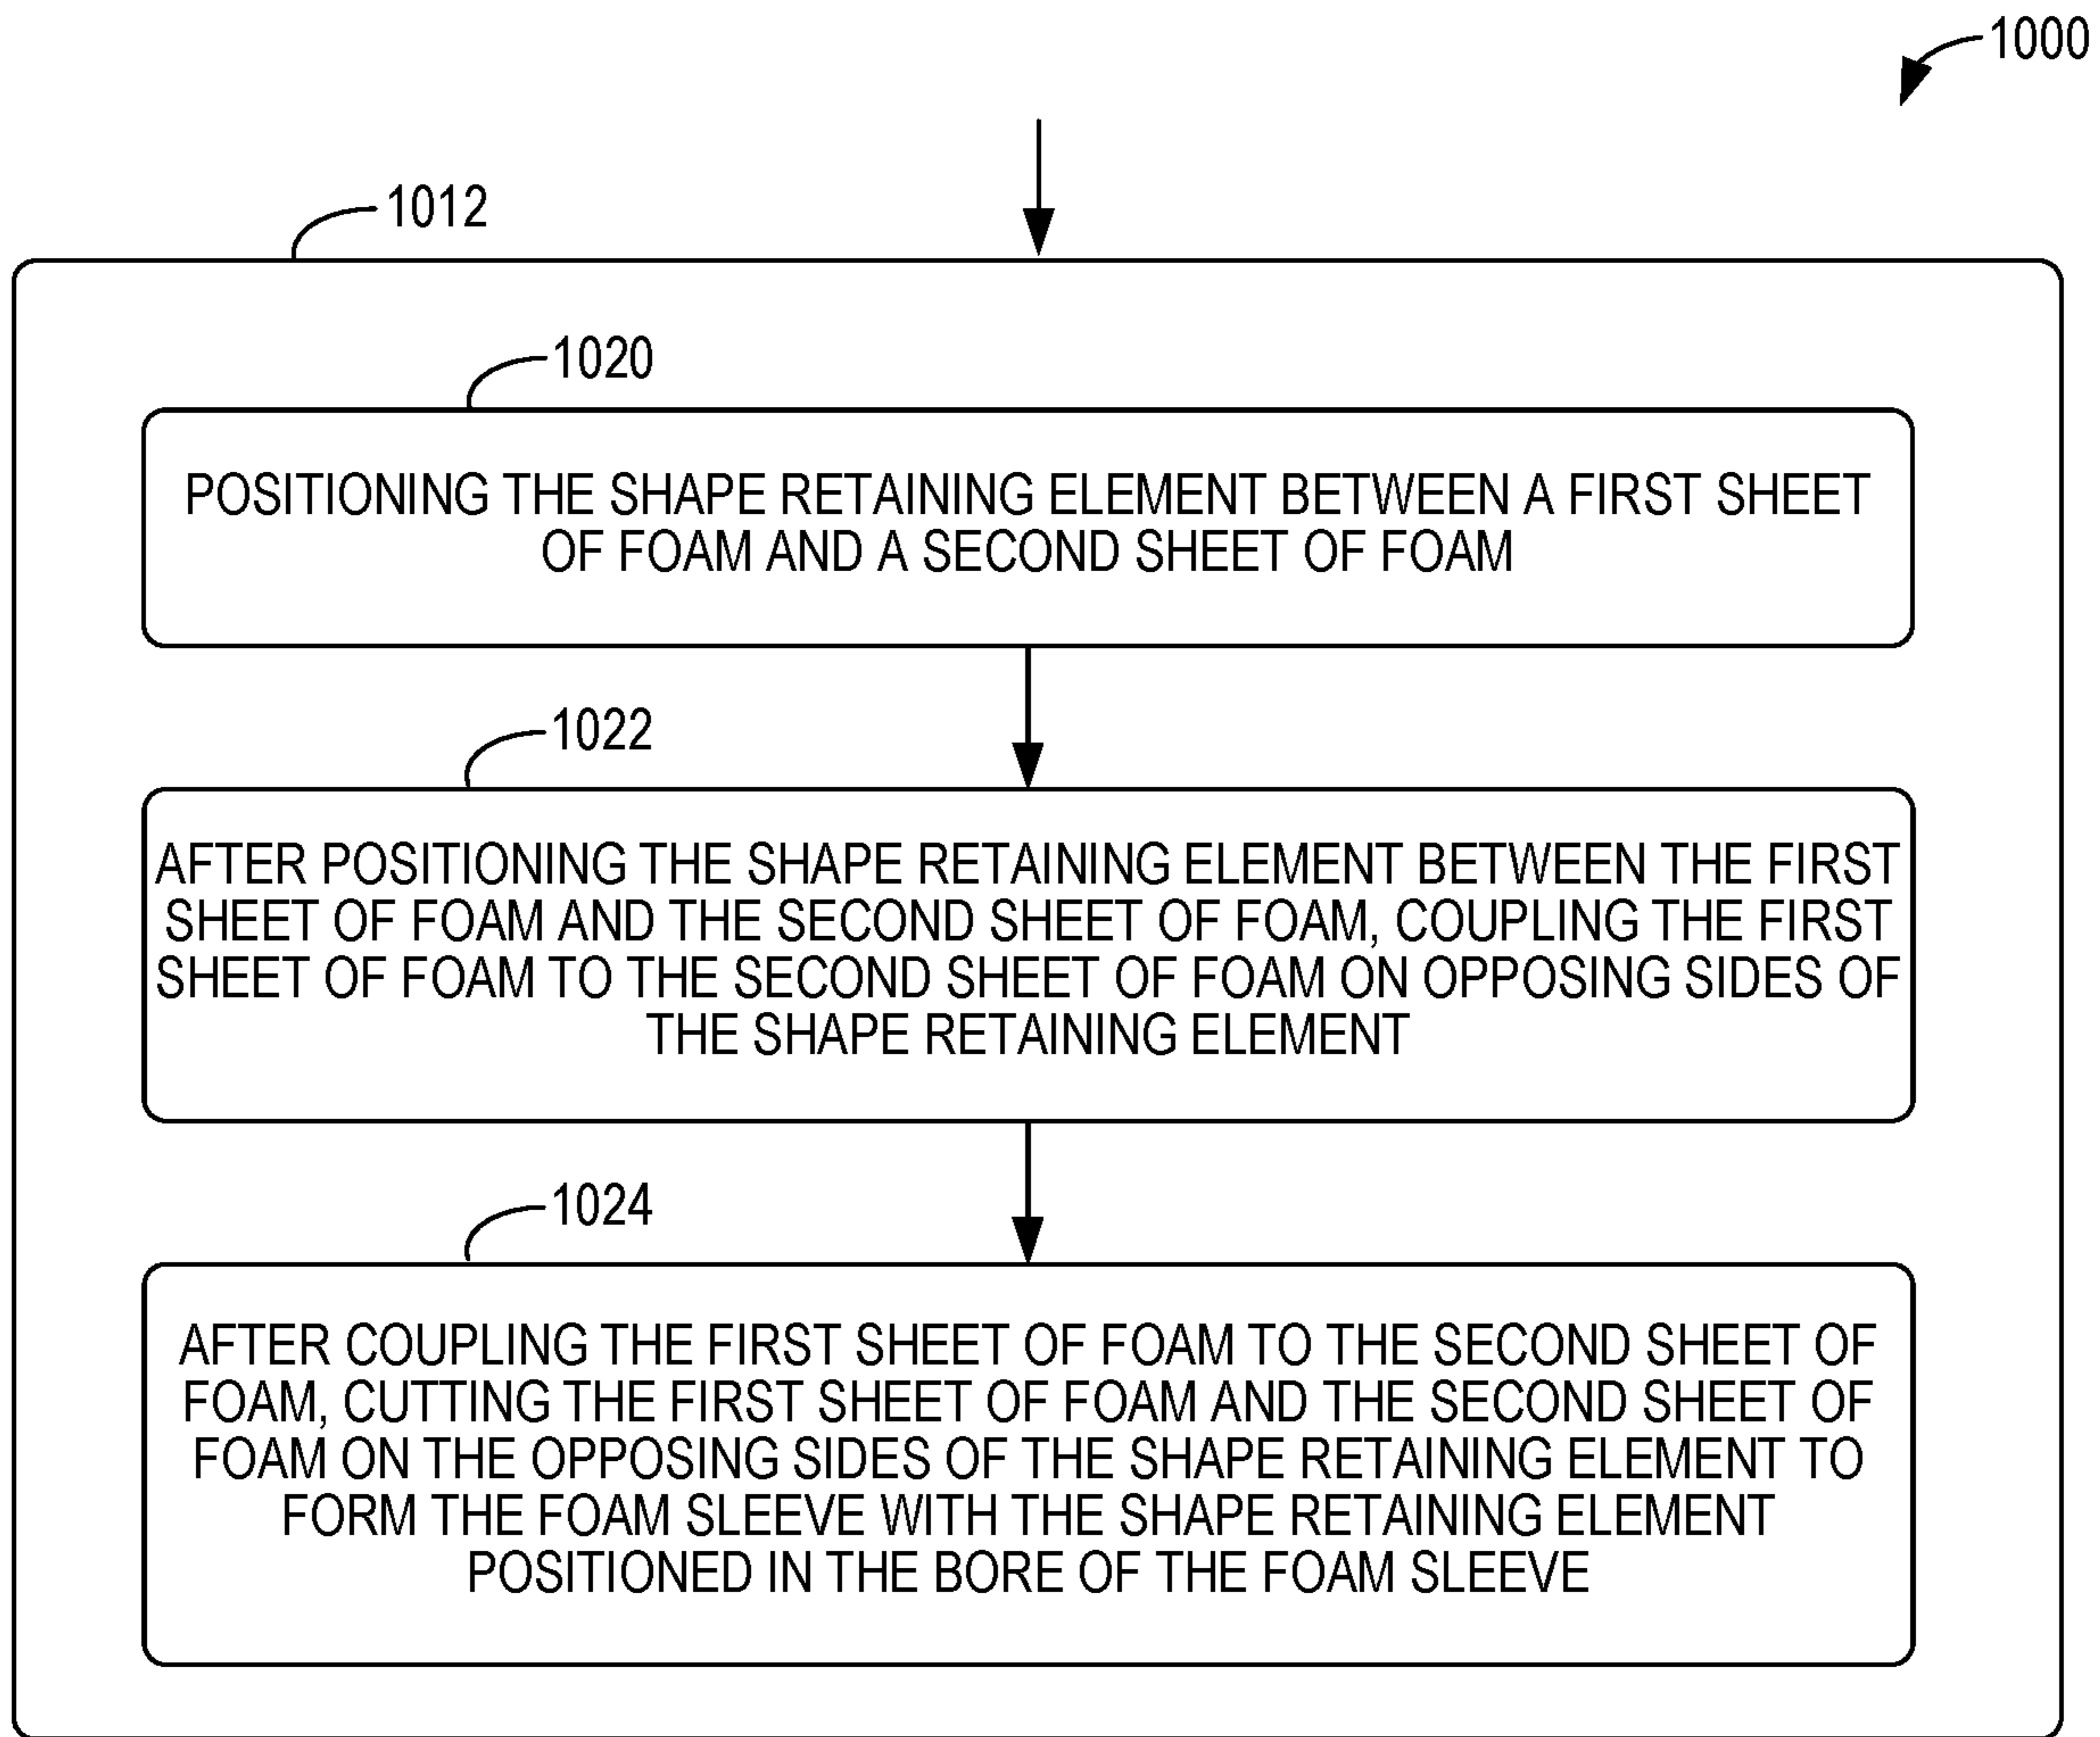 1000
1012
1020
POSITIONING THE SHAPE RETAINING ELEMENT BETWEEN A FIRST SHEET
OF FOAM AND A SECOND SHEET OF FOAM
1022
AFTER POSITIONING THE SHAPE RETAINING ELEMENT BETWEEN THE FIRST
SHEET OF FOAM AND THE SECOND SHEET OF FOAM, COUPLING THE FIRST
SHEET OF FOAM TO THE SECOND SHEET OF FOAM ON OPPOSING SIDES OF
THE SHAPE RETAINING ELEMENT
1024
AFTER COUPLING THE FIRST SHEET OF FOAM TO THE SECOND SHEET OF
FOAM, CUTTING THE FIRST SHEET OF FOAM AND THE SECOND SHEET OF
FOAM ON THE OPPOSING SIDES OF THE SHAPE RETAINING ELEMENT TO
FORM THE FOAM SLEEVE WITH THE SHAPE RETAINING ELEMENT
POSITIONED IN THE BORE OF THE FOAM SLEEVE